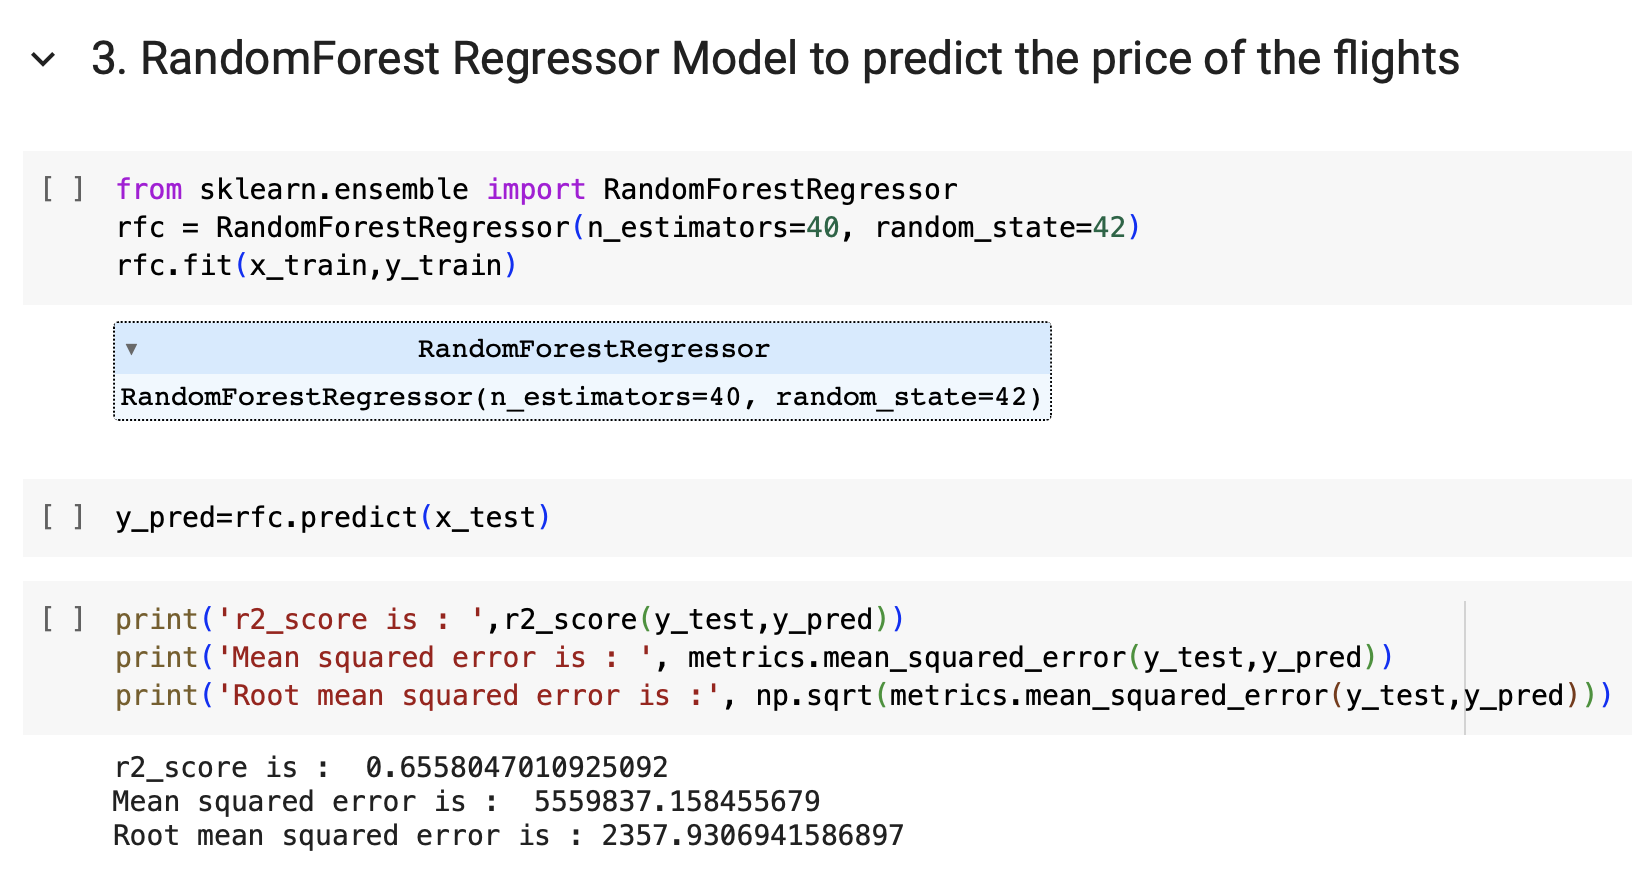 3. RandomForest Regressor Model to predict the price of the flights
[ ] from sklearn.ensemble import RandomForestRegressor
rfc = RandomForestRegressor(n_estimators=40, random_state=42)
rfc.fit(x_train,y_train)
▾ RandomForestRegressor
RandomForestRegressor(n_estimators=40, random_state=42)
[ ] y_pred=rfc.predict(x_test)
[ ] print('r2_score is : ',r2_score(y_test,y_pred))
print('Mean squared error is : ', metrics.mean_squared_error(y_test,y_pred))
print('Root mean squared error is :', np.sqrt(metrics.mean_squared_error(y_test,y_pred)))
r2_score is :  0.6558047010925092
Mean squared error is :  5559837.158455679
Root mean squared error is : 2357.9306941586897